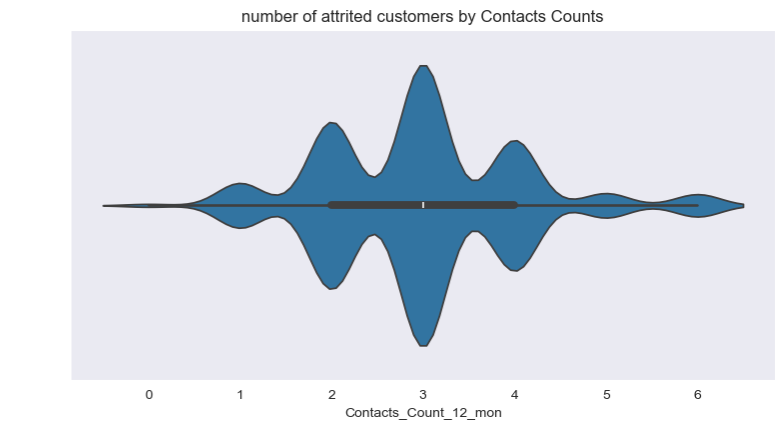 number of attrited customers by Contacts Counts
0 1 2 3 4 5 6
Contacts_Count_12_mon